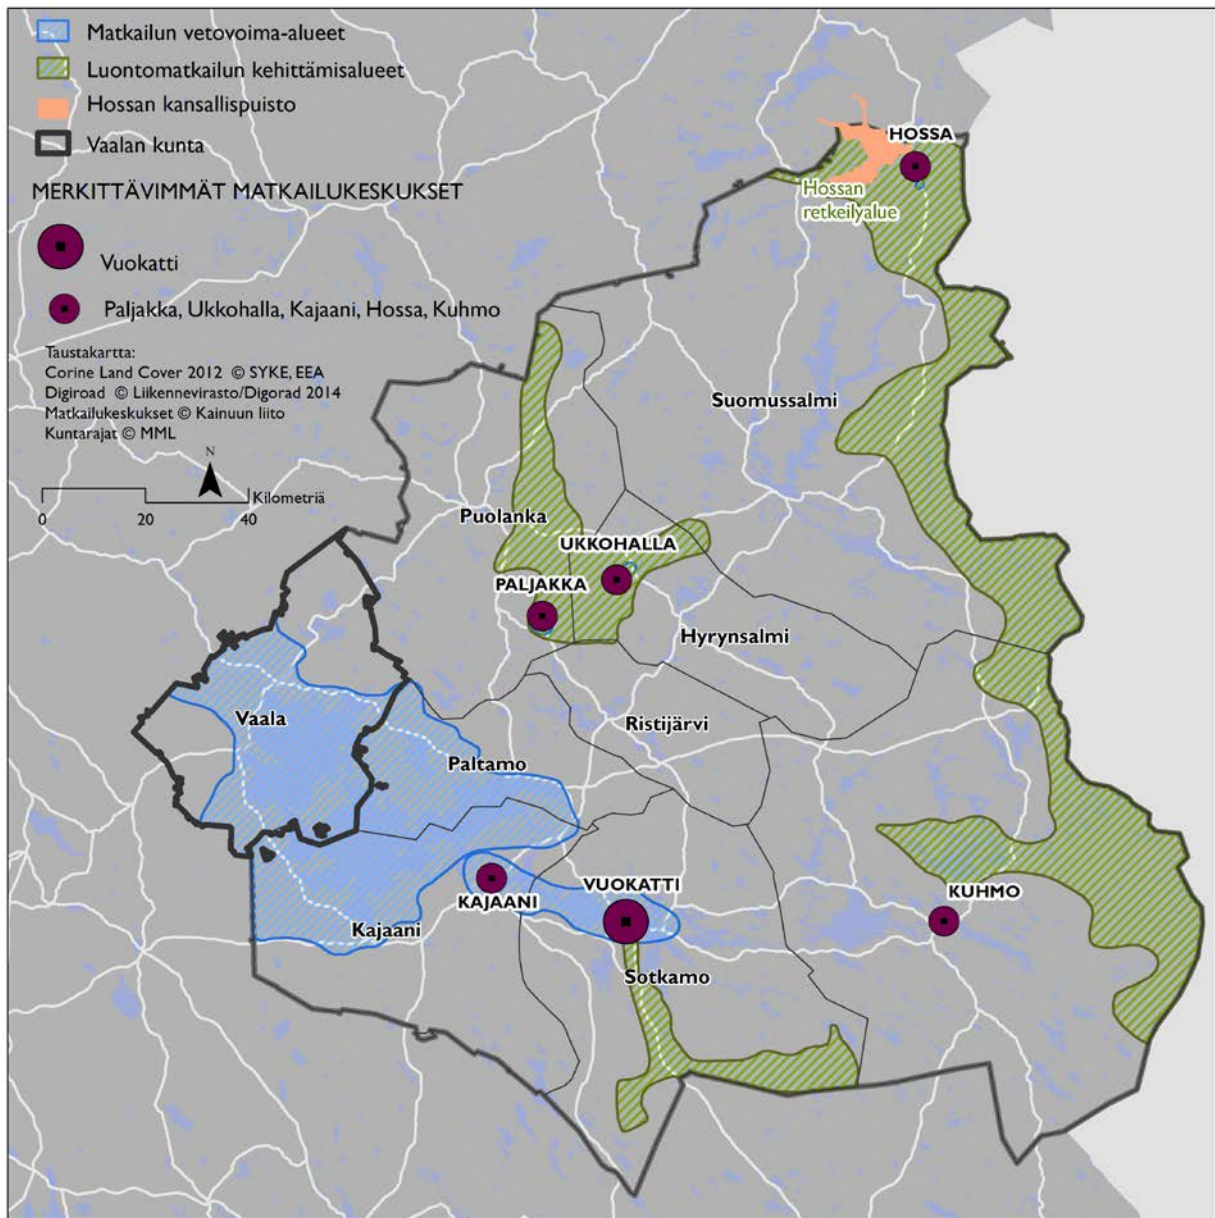 Matkailun vetovoima-alueet
Luontomatkailun kehittämisalueet
Hossan kansallispuisto
Vaalan kunta
MERKITTÄVIMMÄT MATKAILUKESKUKSET
Vuokatti
Paljakka, Ukkohalla, Kajaani, Hossa, Kuhmo
Taustakartta:
Corine Land Cover 2012 © SYKE, EEA
Digiroad © Liikennevirasto/Digorad 2014
Matkailukeskukset © Kainuun liito
Kuntarajat © MML
N
Kilometriä
0 20 40
HOSSA
Hossan
retkeilyalue
Suomussalmi
Puolanka
UKKOHALLA
PALJAKKA
Hyrynsalmi
Vaala
Ristijärvi
Paltamo
VUOKATTI
KUHMO
KAJAANI
Kajaani
Sotkamo